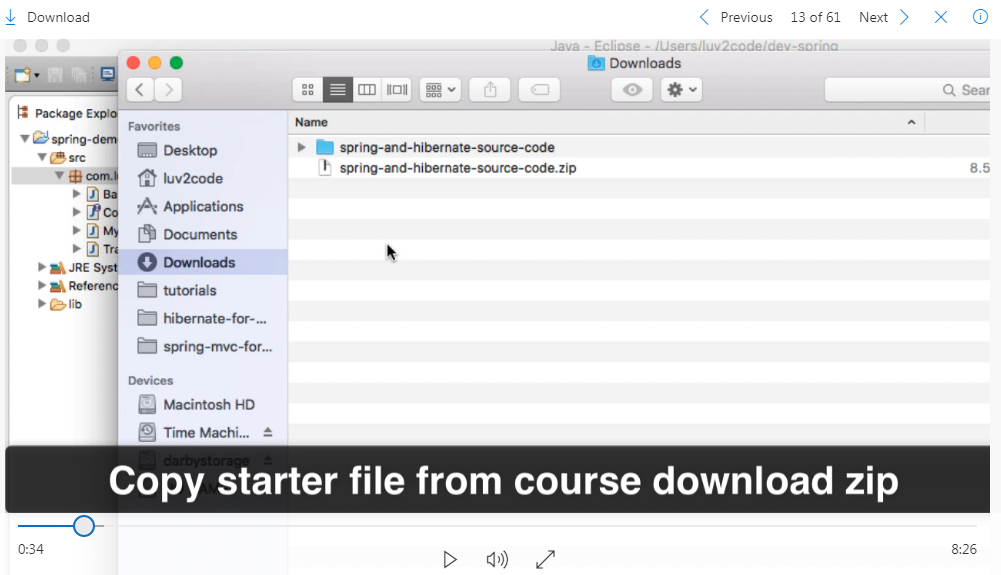 Download
Previous 13 of 61 Next
Java - Eclipse - /Users/luv2code/dev-spring
Downloads
Sear
Package Explo
spring-dem
src
com.l
Ba
Co
My
Tra
JRE Syst
Referenc
lib
Favorites
Desktop
luv2code
Applications
Documents
Downloads
tutorials
hibernate-for-...
spring-mvc-for...
Devices
Macintosh HD
Time Machi...
darbystorage
Name
spring-and-hibernate-source-code
spring-and-hibernate-source-code.zip 8.5
Copy starter file from course download zip
0:34
8:26